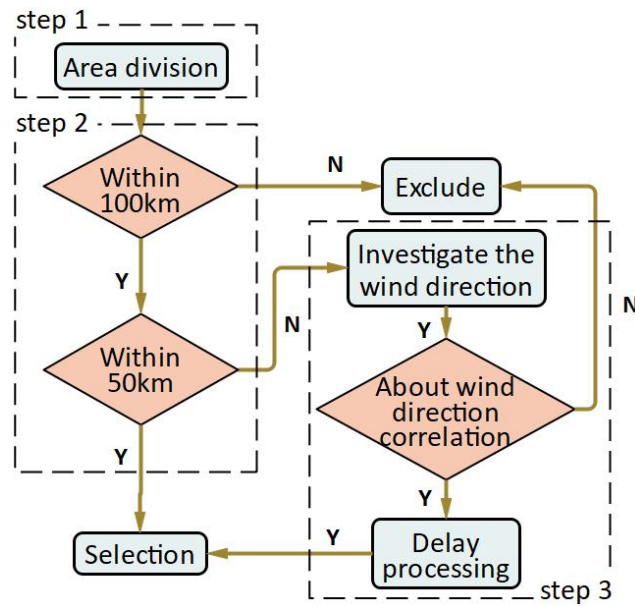 step 1
Area division
step 2
Within
100km
N
Exclude
Y
Investigate the
wind direction
N
N
Y
Within
50km
About wind
direction
correlation
Y
Y
Selection
Y
Delay
processing
step 3